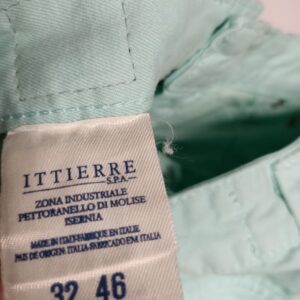 ITTIERRE
S.P.A.
ZONA INDUSTRIALE
PETTORANELLO DI MOLISE
ISERNIA
MADE IN ITALY-FABRIQUE EN ITALIE
PAIS DE ORIGEN: ITALIA-FABRICADO EN ITALIA
32 46